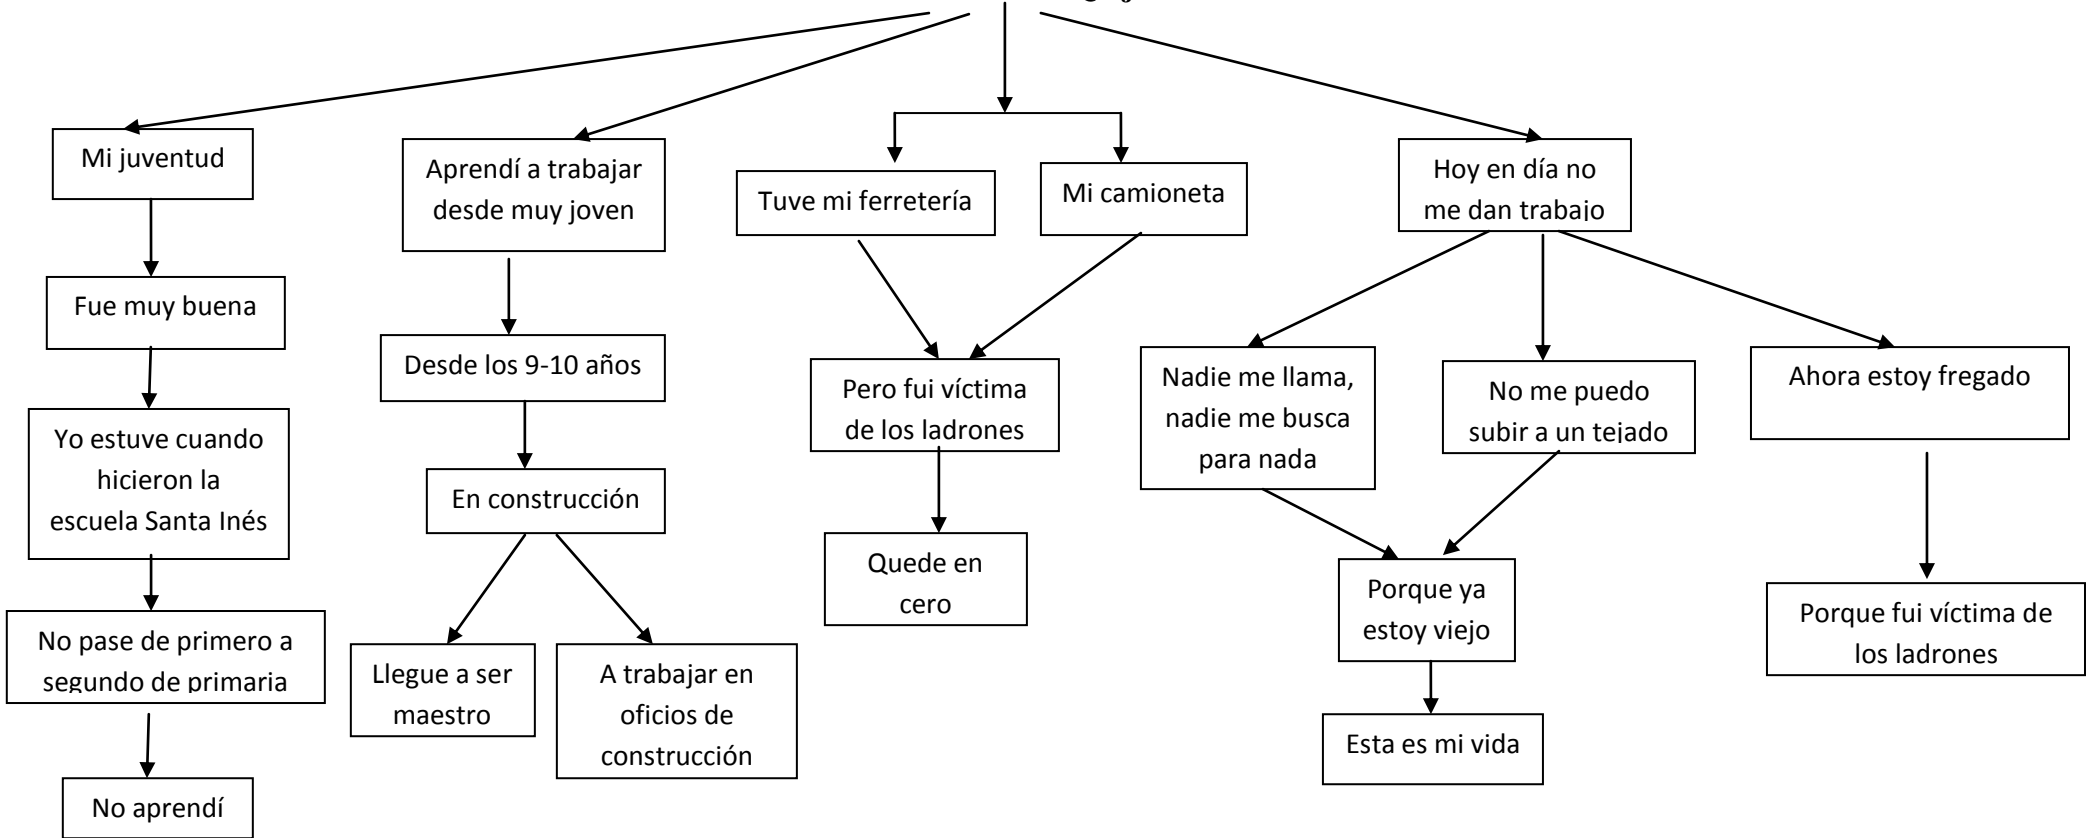 Mi juventud
Fue muy buena
Yo estuve cuando
hicieron la
escuela Santa Inés
No pase de primero a
segundo de primaria
No aprendí
Aprendí a trabajar
desde muy joven
Desde los 9-10 años
En construcción
Llegue a ser
maestro
A trabajar en
oficios de
construcción
Tuve mi ferretería
Mi camioneta
Pero fui víctima
de los ladrones
Quede en
cero
Hoy en día no
me dan trabajo
Nadie me llama,
nadie me busca
para nada
No me puedo
subir a un tejado
Porque ya
estoy viejo
Esta es mi vida
Ahora estoy fregado
Porque fui víctima de
los ladrones